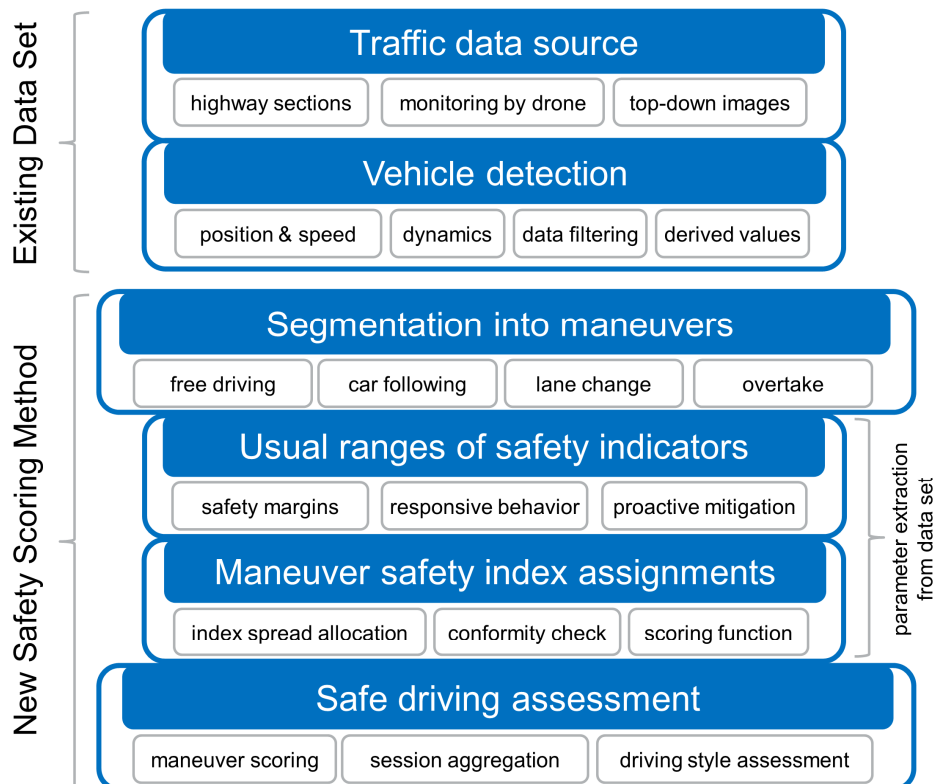 Existing Data Set
Traffic data source
highway sections
monitoring by drone
top-down images
Vehicle detection
position & speed
dynamics
data filtering
derived values
New Safety Scoring Method
Segmentation into maneuvers
free driving
car following
lane change
overtake
Usual ranges of safety indicators
safety margins
responsive behavior
proactive mitigation
Maneuver safety index assignments
index spread allocation
conformity check
scoring function
parameter extraction
from data set
Safe driving assessment
maneuver scoring
session aggregation
driving style assessment